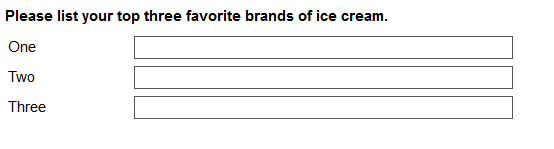 Please list your top three favorite brands of ice cream.
One
Two
Three